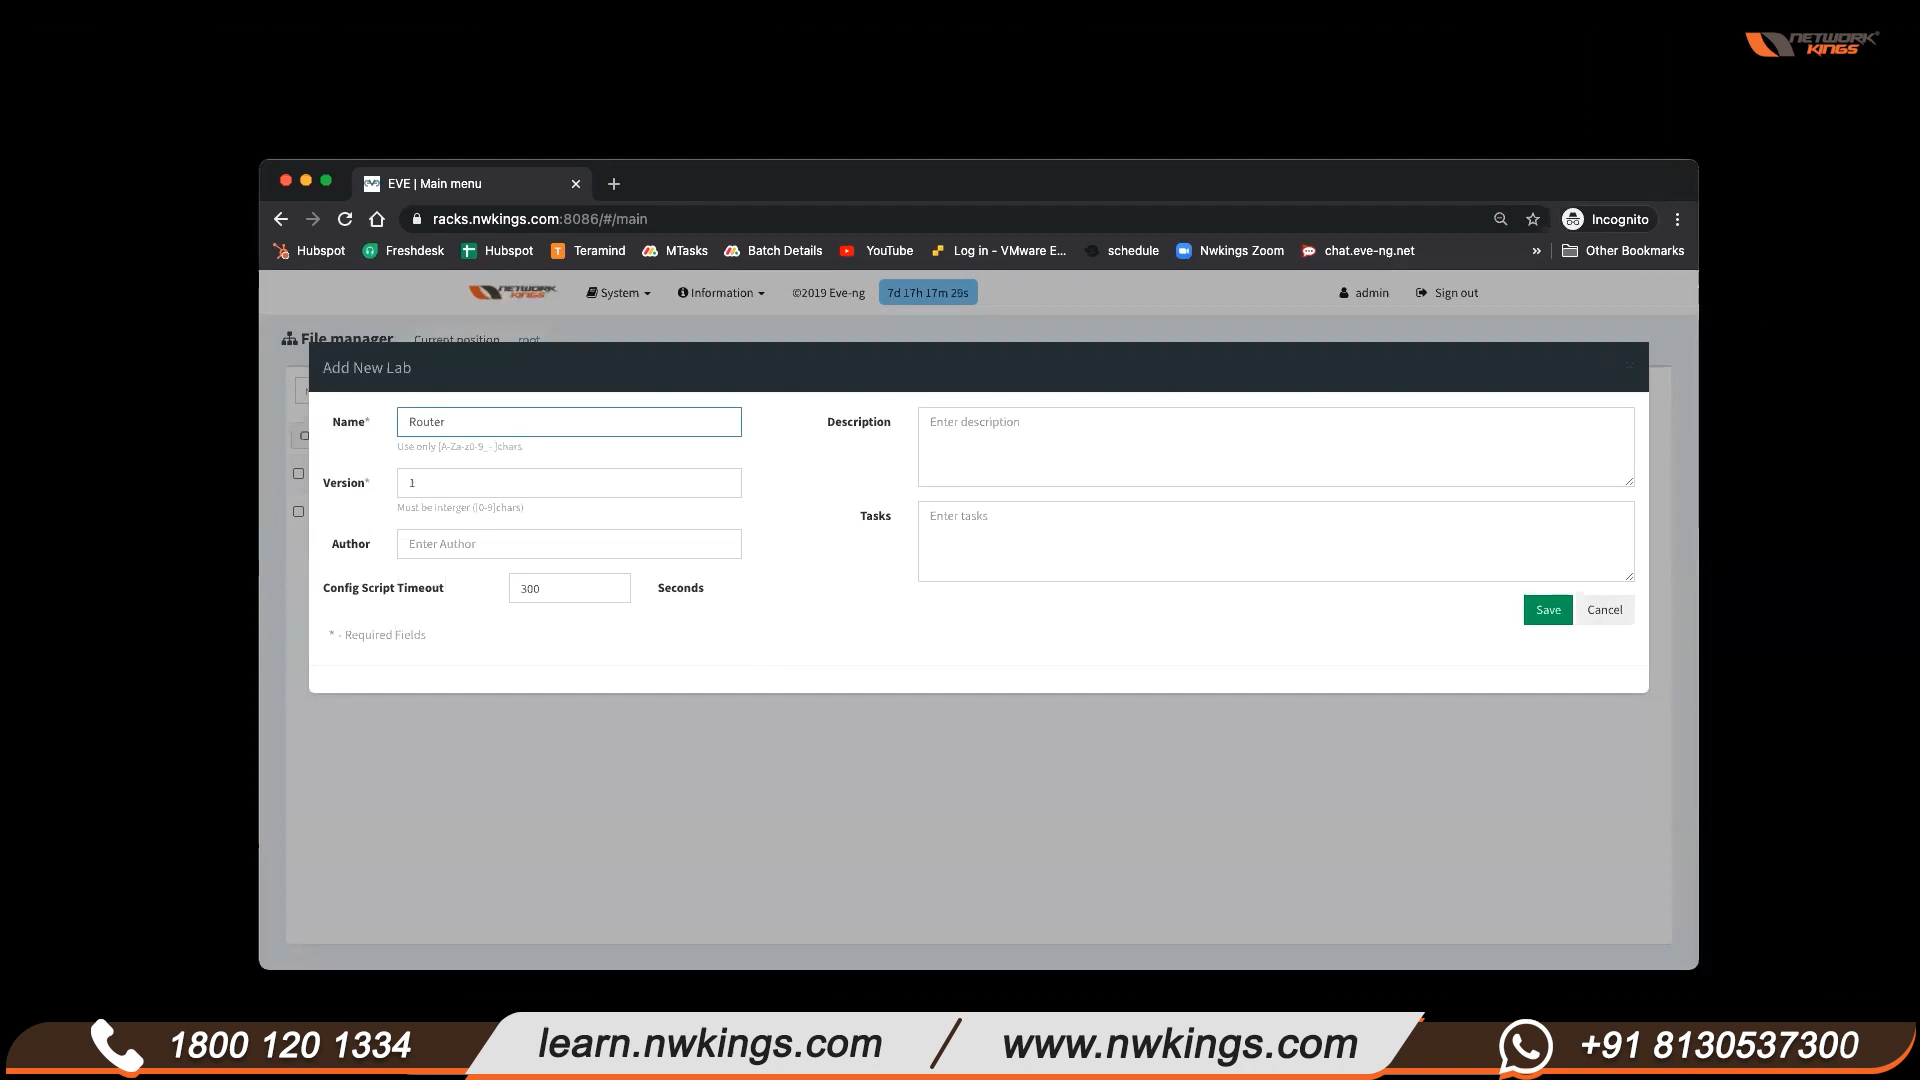 NETWORK KINGS
EVE | Main menu
racks.nwkings.com:8086/#/main
Incognito
Hubspot
Freshdesk
Hubspot
Teramind
MTasks
Batch Details
YouTube
Log in - VMware E...
schedule
Nwkings Zoom
chat.eve-ng.net
»
Other Bookmarks
NETWORK KINGS
System
Information
©2019 Eve-ng
7d 17h 17m 29s
admin
Sign out
File manager
Current position
root
Add New Lab
Name*
Router
Use only [A-Za-z0-9_- ]chars
Version*
1
Must be interger ([0-9]chars)
Author
Enter Author
Config Script Timeout
300
Seconds
* - Required Fields
Description
Enter description
Tasks
Enter tasks
Save
Cancel
1800 120 1334
learn.nwkings.com / www.nwkings.com
+91 8130537300